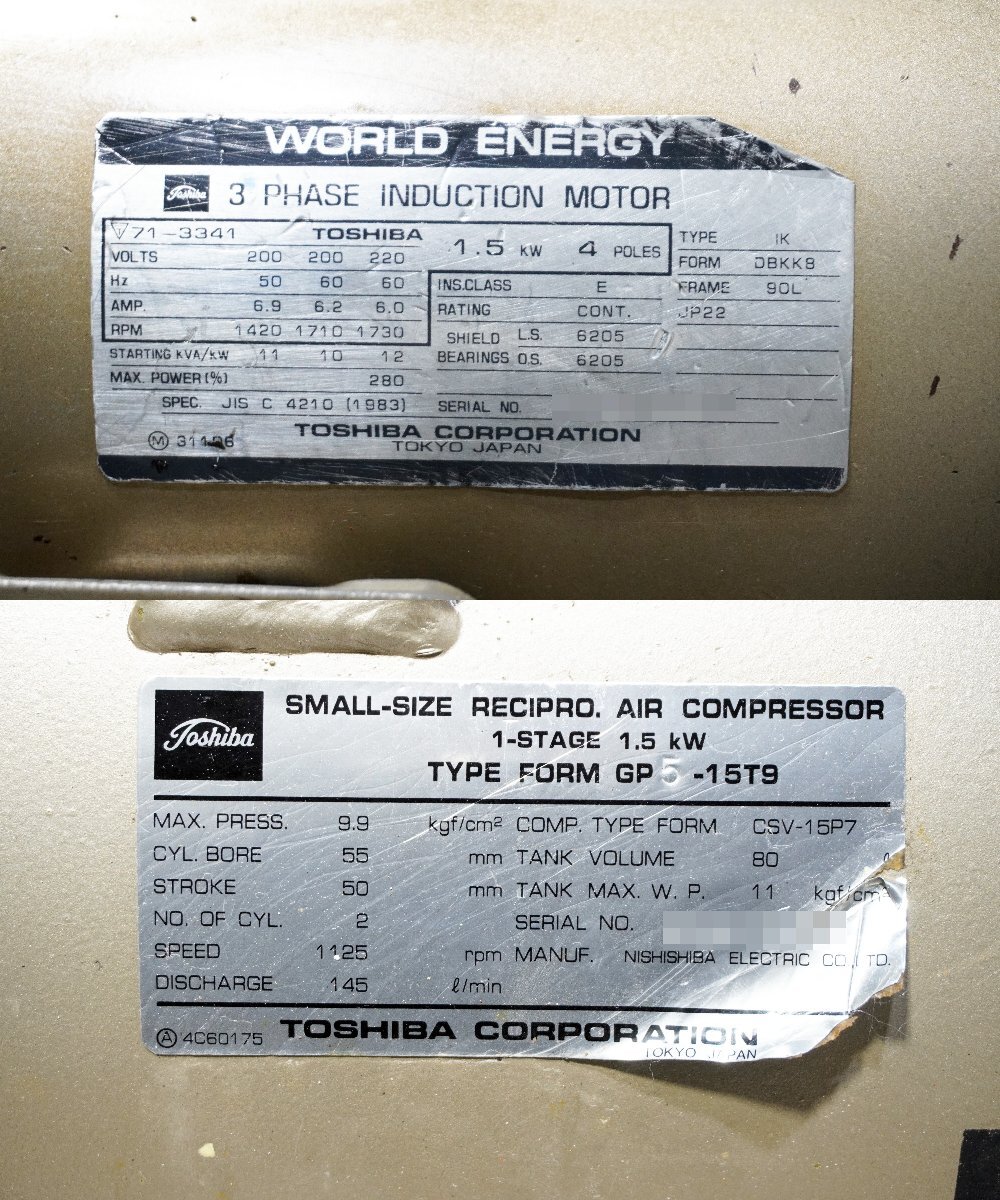 WORLD ENERGY
Toshiba 3 PHASE INDUCTION MOTOR
71-3341 TOSHIBA 1.5 kW 4 POLES TYPE IK
VOLTS 200 200 220 FORM DBKK8
Hz 50 60 60 INS.CLASS E FRAME 90L
AMP. 6.9 6.2 6.0 RATING CONT. JP22
RPM 1420 1710 1730 SHIELD L.S. 6205
STARTING KVA/KW 11 10 12 BEARINGS O.S. 6205
MAX. POWER(%) 280
SPEC. JIS C 4210 (1983) SERIAL NO.
TOSHIBA CORPORATION
M
TOKYO JAPAN
Toshiba
SMALL-SIZE RECIPRO. AIR COMPRESSOR
1-STAGE 1.5 kW
TYPE FORM GP5-15T9
MAX. PRESS. 9.9 kgf/cm² COMP. TYPE FORM CSV-15P7
CYL. BORE 55 mm TANK VOLUME 80 ℓ
STROKE 50 mm TANK MAX. W. P. 11 kgf/cm²
NO. OF CYL. 2 SERIAL NO.
SPEED 1125 rpm MANUF. NISHISHIBA ELECTRIC CO., LTD.
DISCHARGE 145 ℓ/min
A 4C60175 TOSHIBA CORPORATION
TOKYO JAPAN